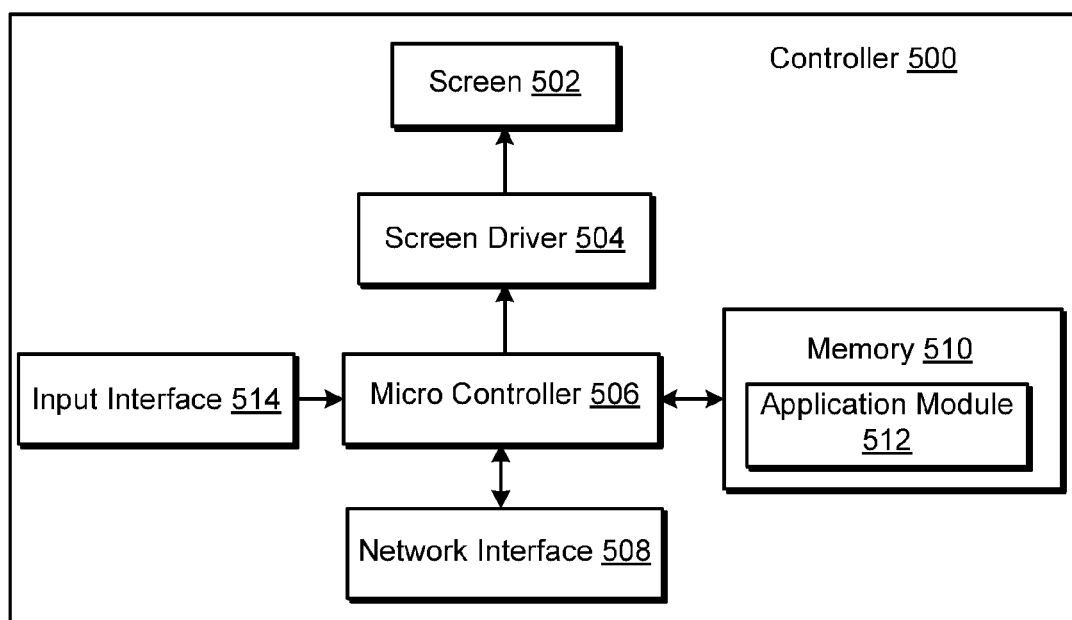 Controller 500
Screen 502
Screen Driver 504
Input Interface 514
Micro Controller 506
Memory 510
Application Module
512
Network Interface 508